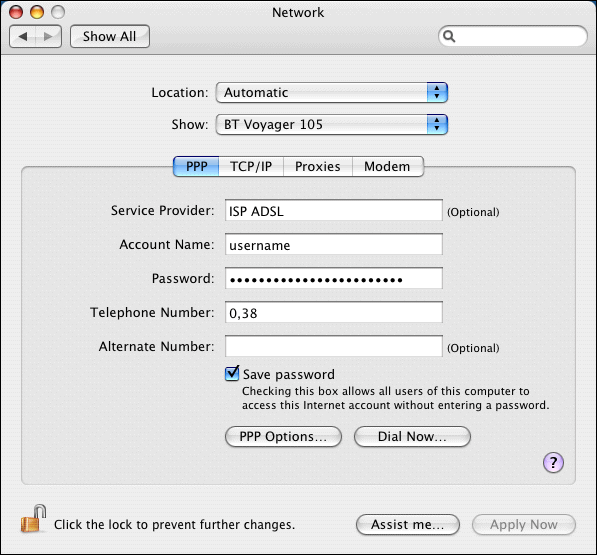 Network
Show All
Location: Automatic
Show: BT Voyager 105
PPP TCP/IP Proxies Modem
Service Provider: ISP ADSL (Optional)
Account Name: username
Password: ••••••••••••••••••••••••
Telephone Number: 0,38
Alternate Number: (Optional)
Save password
Checking this box allows all users of this computer to
access this Internet account without entering a password.
PPP Options... Dial Now...
?
Click the lock to prevent further changes. Assist me... Apply Now